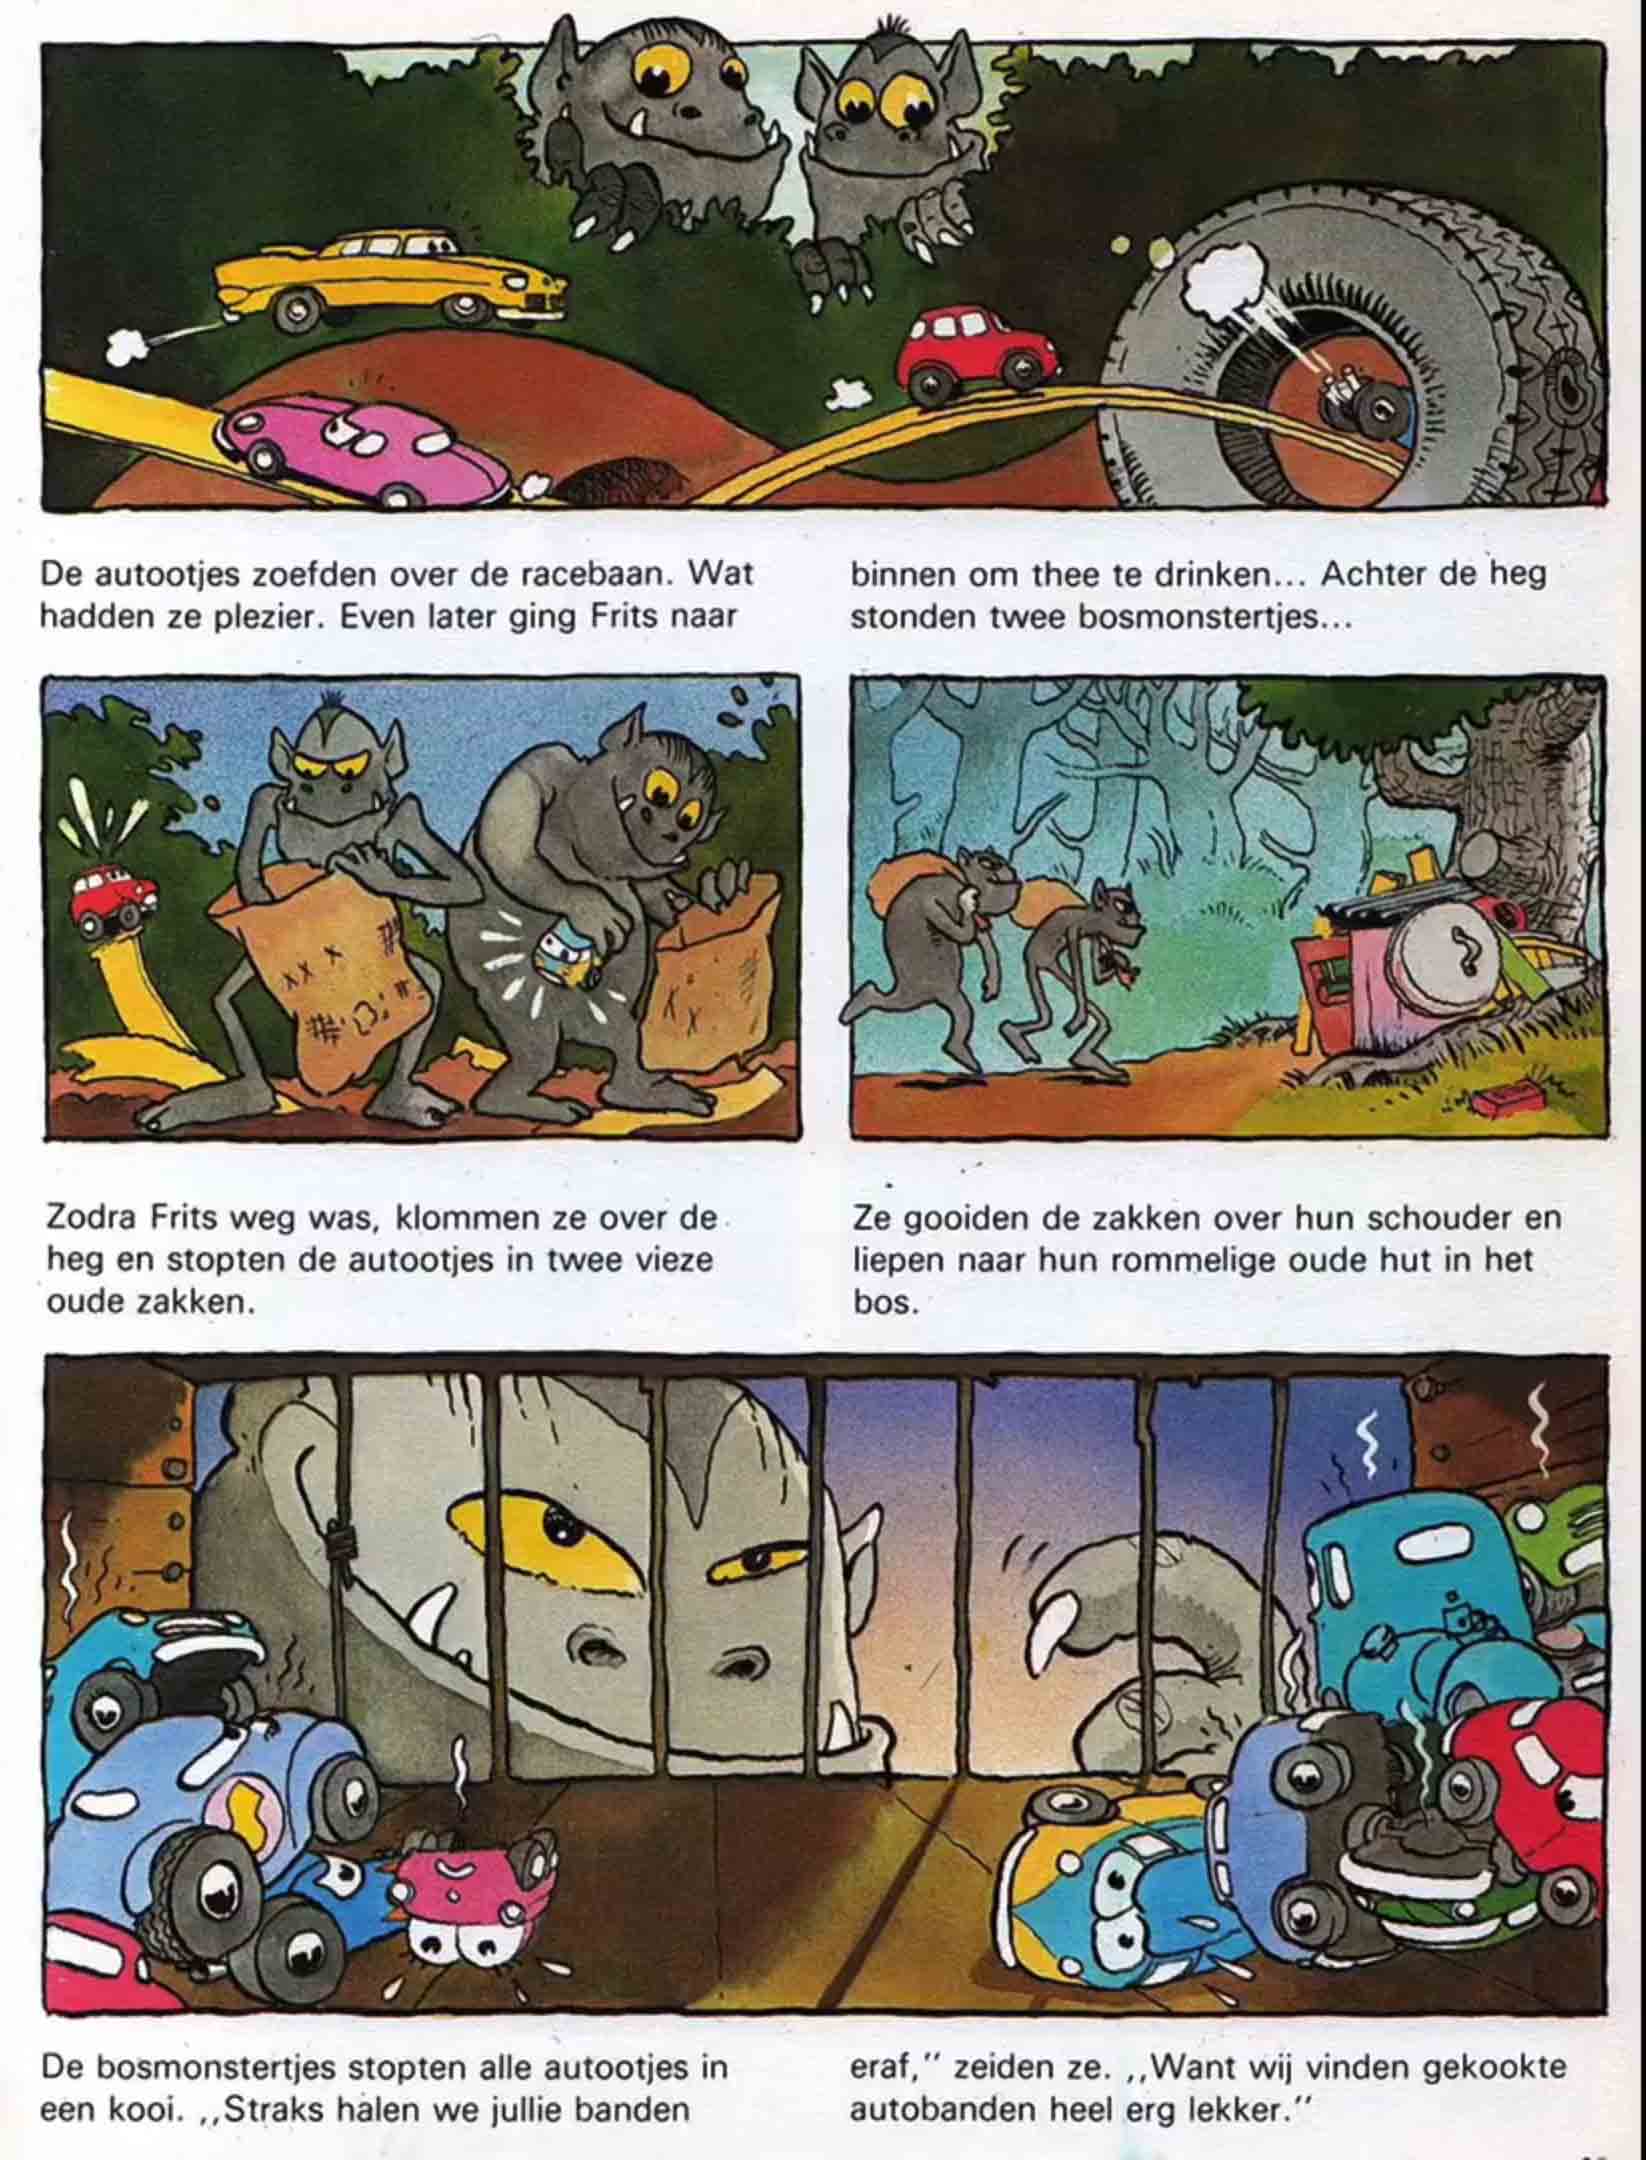 De autootjes zoefden over de racebaan. Wat
hadden ze plezier. Even later ging Frits naar
binnen om thee te drinken... Achter de heg
stonden twee bosmonstertjes...
Zodra Frits weg was, klommen ze over de
heg en stopten de autootjes in twee vieze
oude zakken.
Ze gooiden de zakken over hun schouder en
liepen naar hun rommelige oude hut in het
bos.
De bosmonstertjes stopten alle autootjes in
een kooi. ,,Straks halen we jullie banden
eraf,'' zeiden ze. ,,Want wij vinden gekookte
autobanden heel erg lekker.''